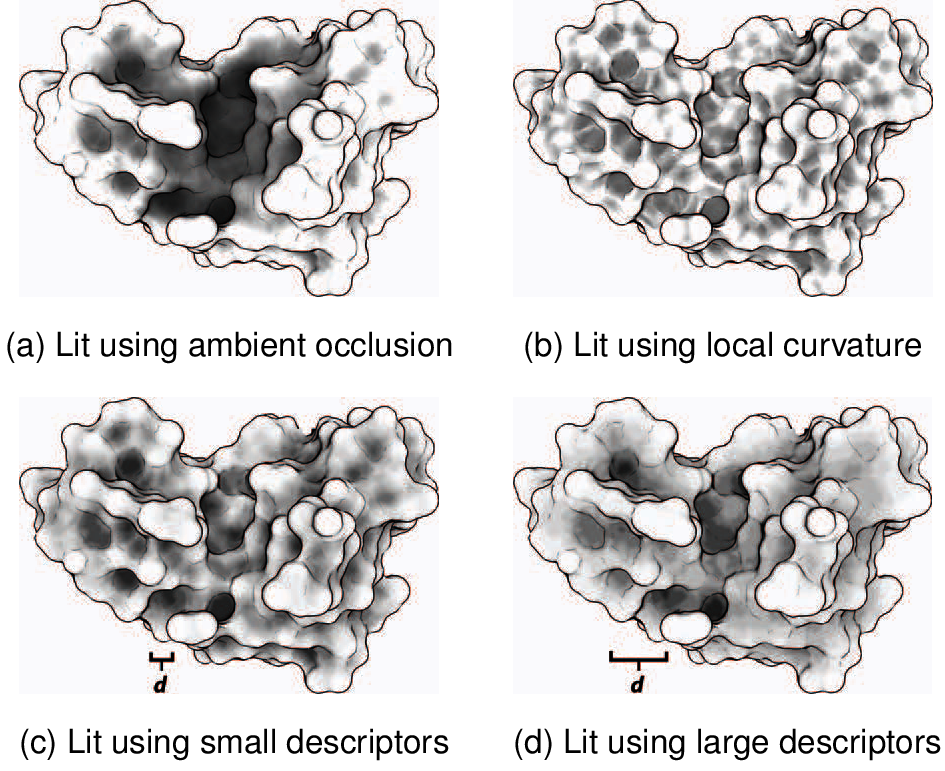 (a) Lit using ambient occlusion
(b) Lit using local curvature
d
d
(c) Lit using small descriptors
(d) Lit using large descriptors